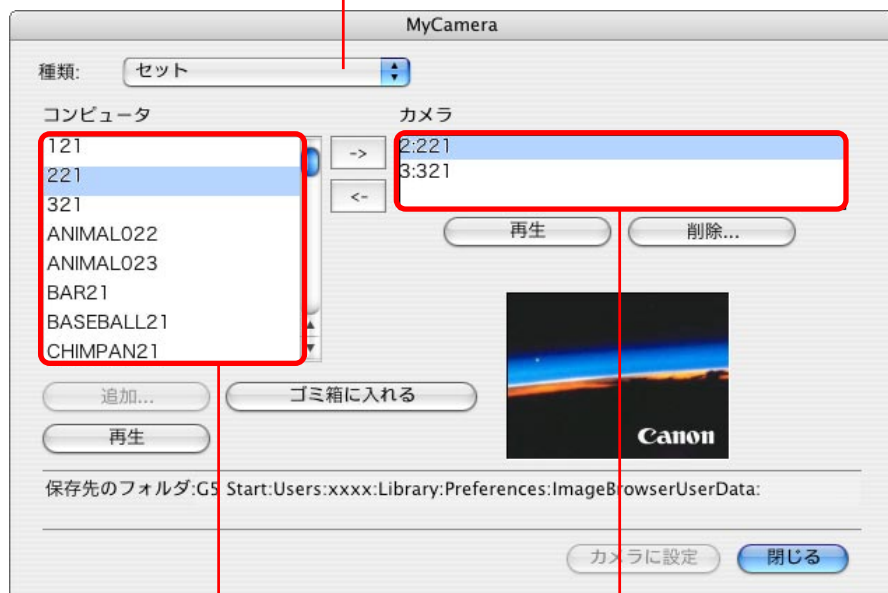 MyCamera
種類: セット
コンピュータ
カメラ
121
221
321
ANIMAL022
ANIMAL023
BAR21
BASEBALL21
CHIMPAN21
->
<-
2:221
3:321
再生
削除...
追加...
ゴミ箱に入れる
再生
Canon
保存先のフォルダ:G5 Start:Users:xxxx:Library:Preferences:ImageBrowserUserData:
カメラに設定
閉じる